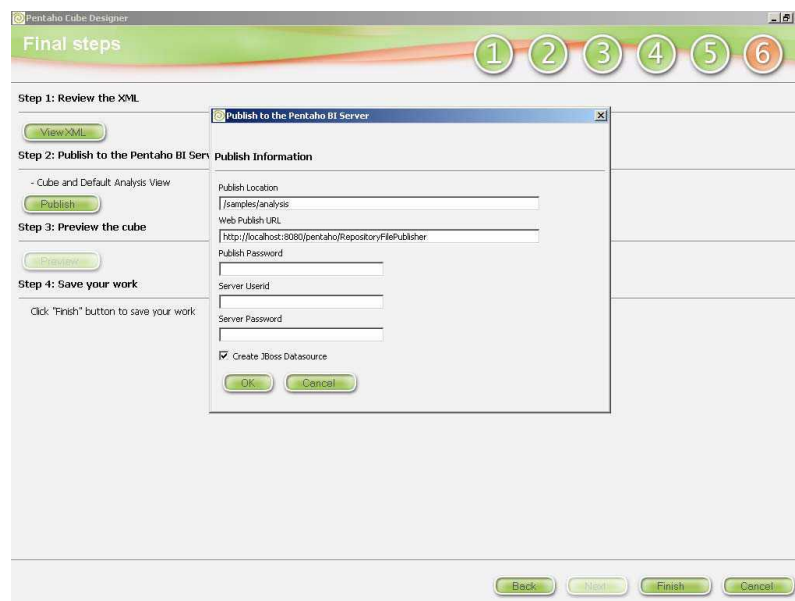 Pentaho Cube Designer
Final steps
1 2 3 4 5 6
Step 1: Review the XML
View XML
Step 2: Publish to the Pentaho BI Serv
- Cube and Default Analysis View
Publish
Step 3: Preview the cube
Preview
Step 4: Save your work
Click "Finish" button to save your work
Publish to the Pentaho BI Server
Publish Information
Publish Location
/samples/analysis
Web Publish URL
http://localhost:8080/pentaho/RepositoryFilePublisher
Publish Password
Server Userid
Server Password
Create JBoss Datasource
OK Cancel
Back Next Finish Cancel